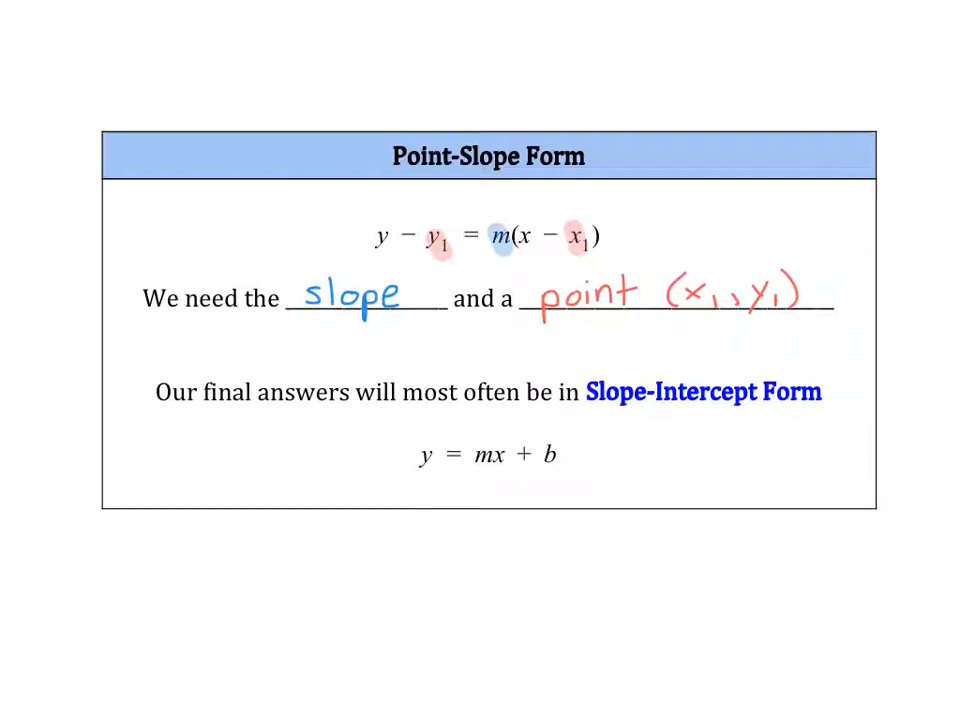 Point-Slope Form
y − y₁ = m(x − x₁)
We need the slope and a point (x₁, y₁)
Our final answers will most often be in Slope-Intercept Form
y = mx + b